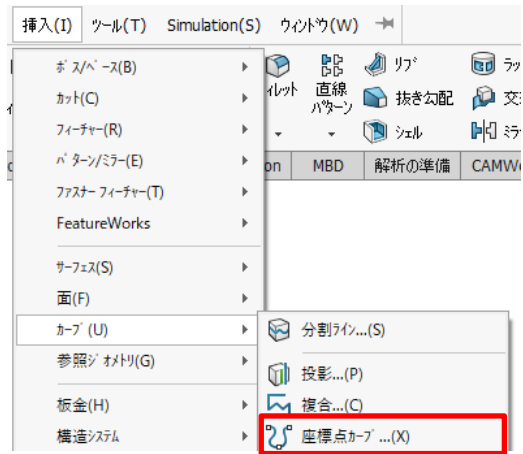 挿入(I) ツール(T) Simulation(S) ウィンドウ(W)
ボス/ベース(B)
カット(C)
フィーチャー(R)
パターン/ミラー(E)
ファスナー フィーチャー(T)
FeatureWorks
サーフェス(S)
面(F)
カーブ(U)
参照ジオメトリ(G)
板金(H)
構造システム
直線
パターン
リブ
抜き勾配
シェル
MBD 解析の準備 CAMWo
分割ライン...(S)
投影...(P)
複合...(C)
座標点カーブ...(X)